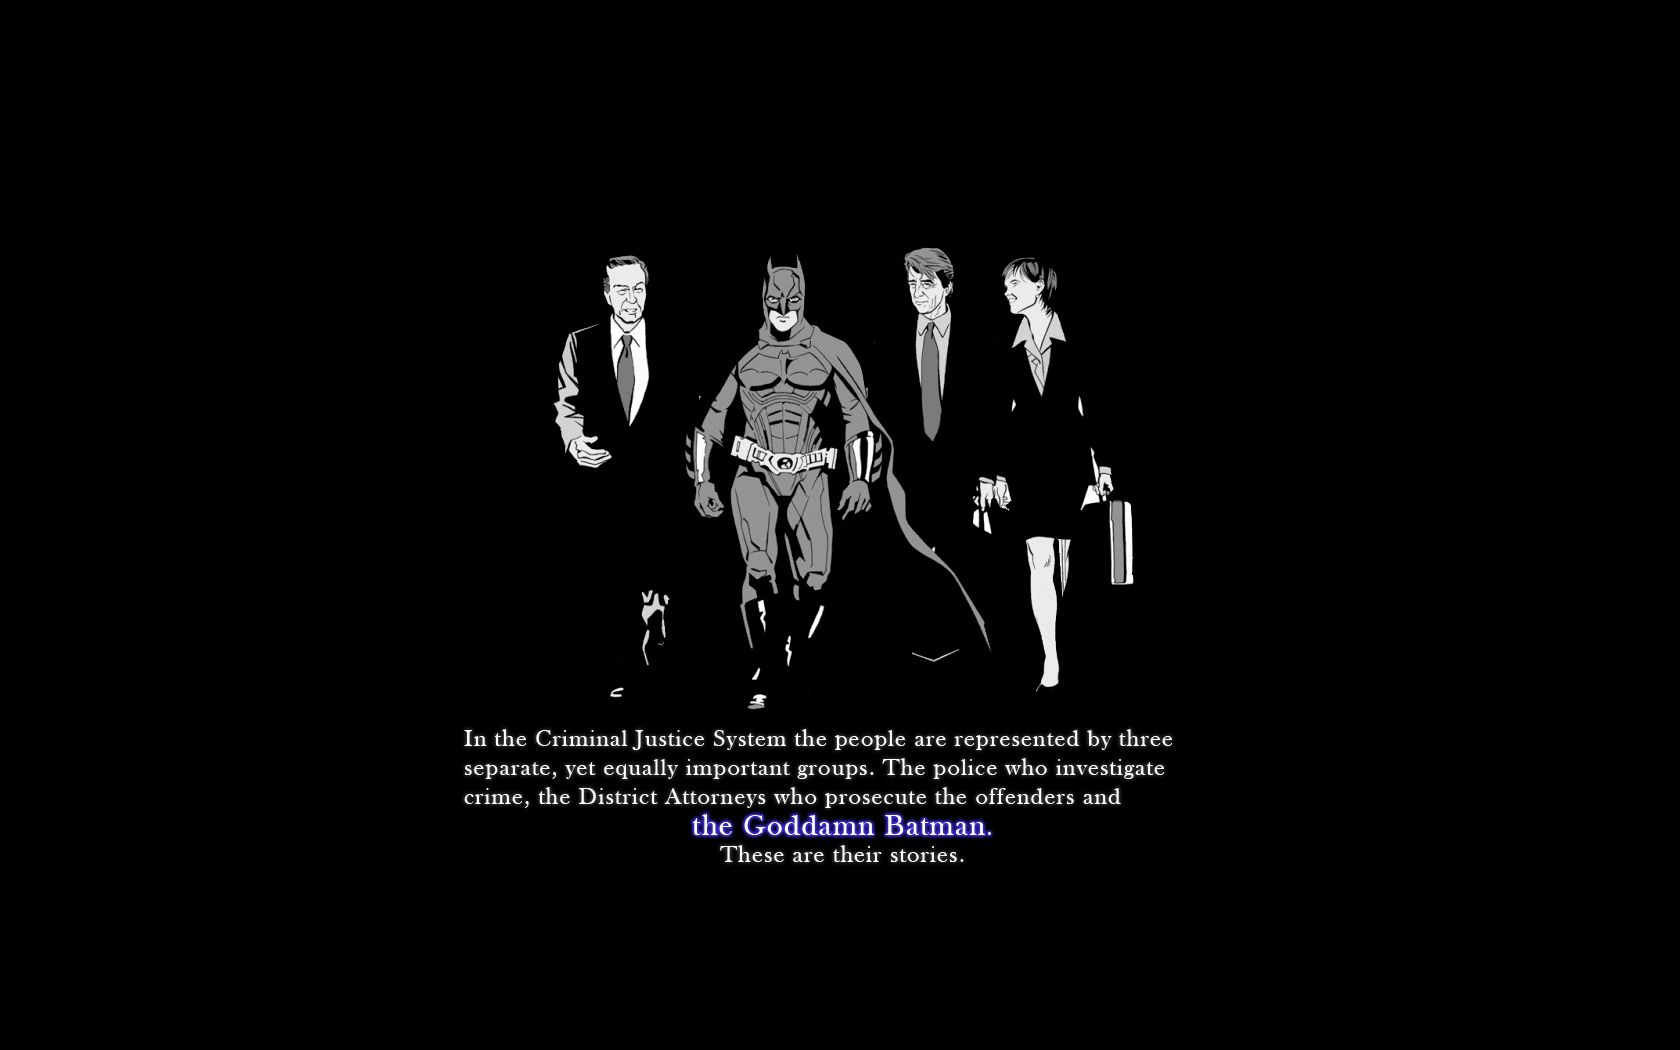 In the Criminal Justice System the people are represented by three
separate, yet equally important groups. The police who investigate
crime, the District Attorneys who prosecute the offenders and
the Goddamn Batman.
These are their stories.